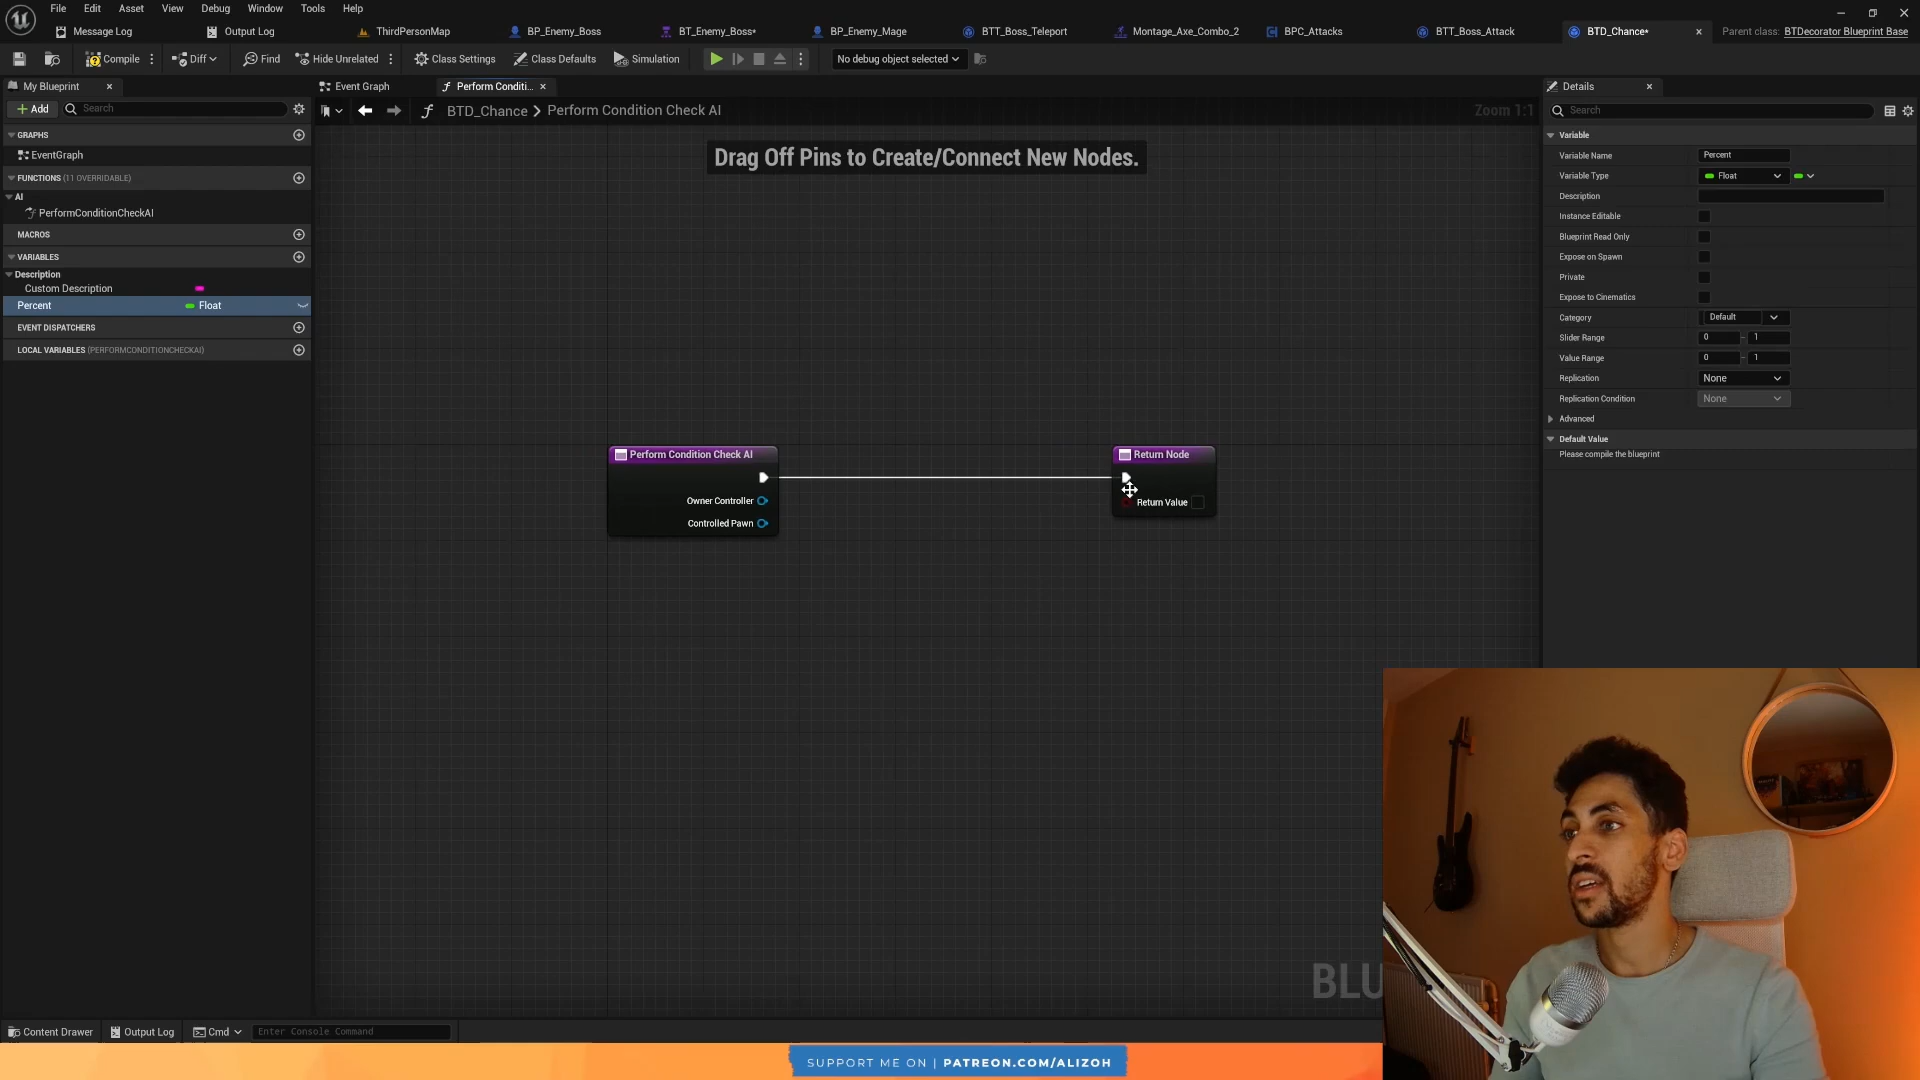 File Edit Asset View Debug Window Tools Help
Message Log Output Log ThirdPersonMap BP_Enemy_Boss BT_Enemy_Boss* BP_Enemy_Mage BTT_Boss_Teleport Montage_Axe_Combo_2 BPC_Attacks BTT_Boss_Attack BTD_Chance* Parent class: BTDecorator Blueprint Base
Compile Diff Find Hide Unrelated Class Settings Class Defaults Simulation No debug object selected
My Blueprint
Event Graph Perform Conditi...
Details
Add Search
BTD_Chance > Perform Condition Check AI
Zoom 1:1
Search
GRAPHS
EventGraph
FUNCTIONS (11 OVERRIDABLE)
AI
PerformConditionCheckAI
MACROS
VARIABLES
Description
Custom Description
Percent Float
EVENT DISPATCHERS
LOCAL VARIABLES (PERFORMCONDITIONCHECKAI)
Drag Off Pins to Create/Connect New Nodes.
Perform Condition Check AI
Owner Controller
Controlled Pawn
Return Node
Return Value
Variable
Variable Name Percent
Variable Type Float
Description
Instance Editable
Blueprint Read Only
Expose on Spawn
Private
Expose to Cinematics
Category Default
Slider Range 0 1
Value Range 0 1
Replication None
Replication Condition None
Advanced
Default Value
Please compile the blueprint
BLU
Content Drawer Output Log Cmd Enter Console Command
SUPPORT ME ON | PATREON.COM/ALIZOH